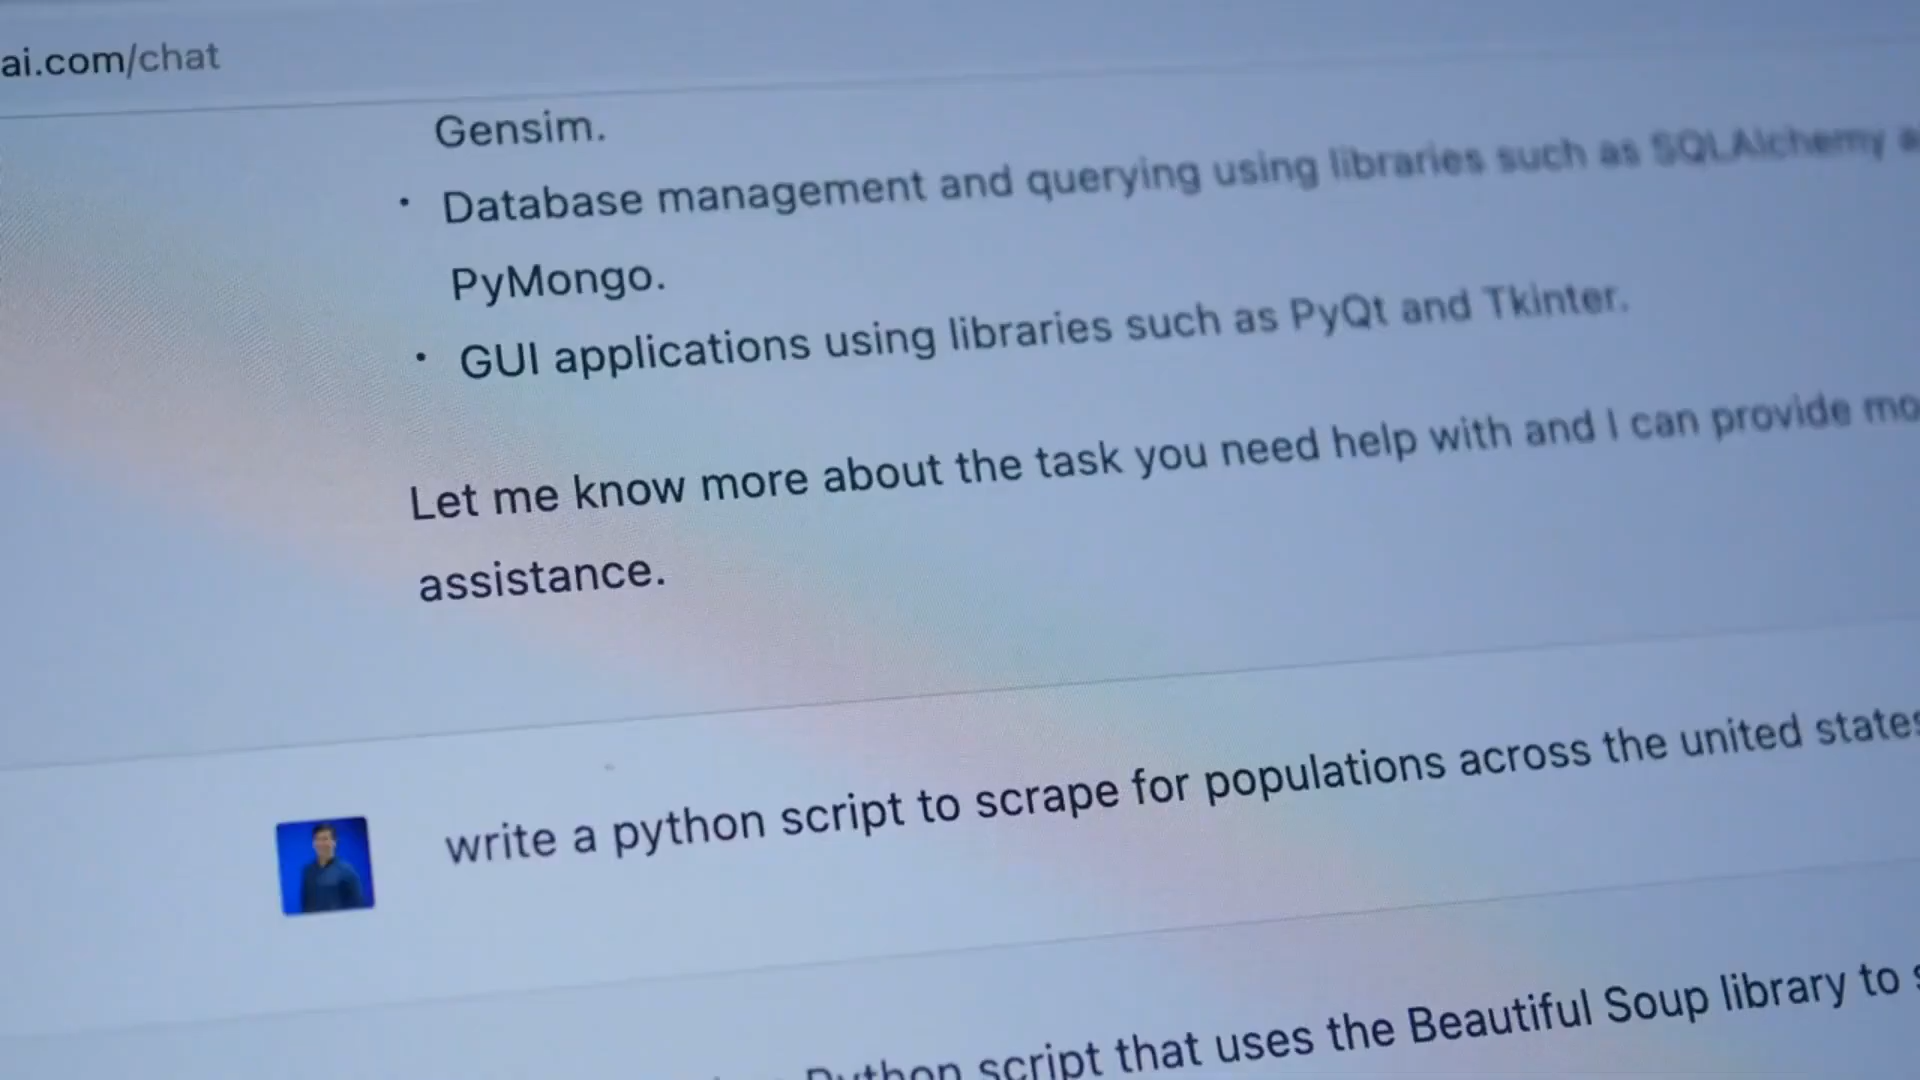 ai.com/chat
Gensim.
• Database management and querying using libraries such as SQLAlchemy
PyMongo.
• GUI applications using libraries such as PyQt and Tkinter.
Let me know more about the task you need help with and I can provide
assistance.
write a python script to scrape for populations across the united states
Python script that uses the Beautiful Soup library to